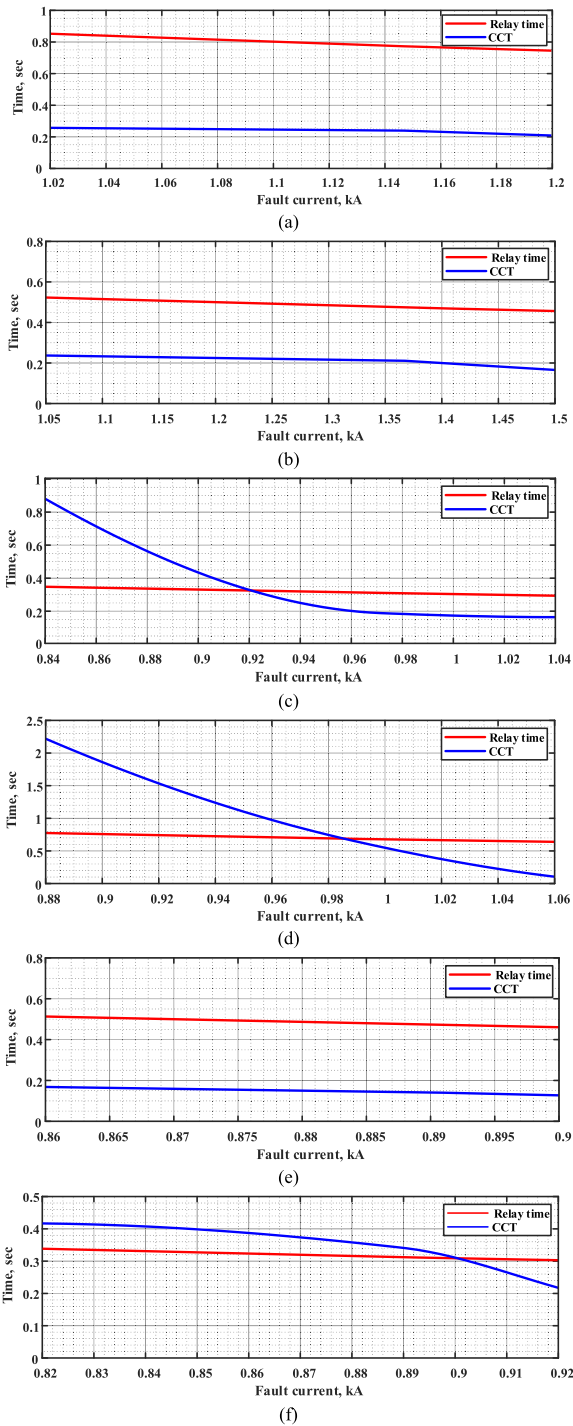 1
0.8
0.6
0.4
0.2
0
Time, sec
Relay time
CCT
1.02 1.04 1.06 1.08 1.1 1.12 1.14 1.16 1.18 1.2
Fault current, kA
(a)
0.8
0.6
0.4
0.2
0
Time, sec
Relay time
CCT
1.05 1.1 1.15 1.2 1.25 1.3 1.35 1.4 1.45 1.5
Fault current, kA
(b)
1
0.8
0.6
0.4
0.2
0
Time, sec
Relay time
CCT
0.84 0.86 0.88 0.9 0.92 0.94 0.96 0.98 1 1.02 1.04
Fault current, kA
(c)
2.5
2
1.5
1
0.5
0
Time, sec
Relay time
CCT
0.88 0.9 0.92 0.94 0.96 0.98 1 1.02 1.04 1.06
Fault current, kA
(d)
0.8
0.6
0.4
0.2
0
Time, sec
Relay time
CCT
0.86 0.865 0.87 0.875 0.88 0.885 0.89 0.895 0.9
Fault current, kA
(e)
0.5
0.4
0.3
0.2
0.1
0
Time, sec
Relay time
CCT
0.82 0.83 0.84 0.85 0.86 0.87 0.88 0.89 0.9 0.91 0.92
Fault current, kA
(f)